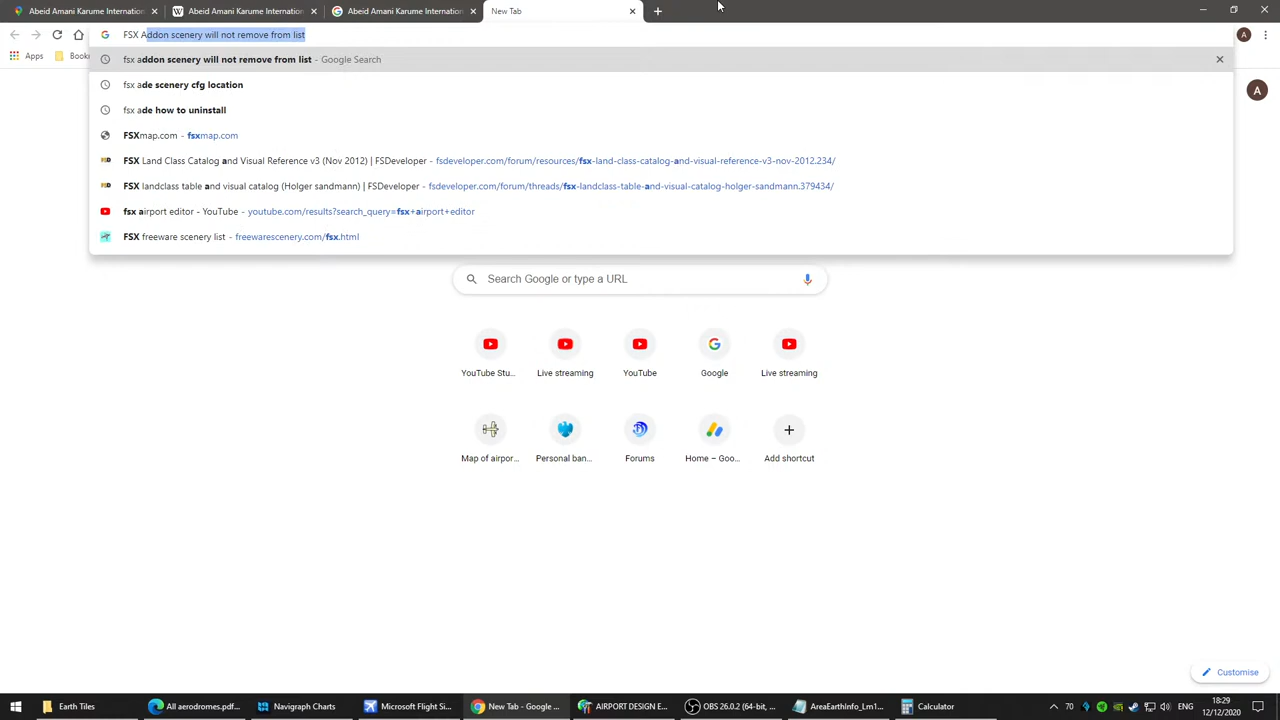 Abeid Amani Karume Internation
Abeid Amani Karume Internation
Abeid Amani Karume Internation
New Tab
FSX Addon scenery will not remove from list
A
Apps
Book
fsx addon scenery will not remove from list - Google Search
fsx ade scenery cfg location
fsx ade how to uninstall
FSXmap.com - fsxmap.com
FSX Land Class Catalog and Visual Reference v3 (Nov 2012) | FSDeveloper - fsdeveloper.com/forum/resources/fsx-land-class-catalog-and-visual-reference-v3-nov-2012.234/
FSX landclass table and visual catalog (Holger sandmann) | FSDeveloper - fsdeveloper.com/forum/threads/fsx-landclass-table-and-visual-catalog-holger-sandmann.379434/
fsx airport editor - YouTube - youtube.com/results?search_query=fsx+airport+editor
FSX freeware scenery list - freewarescenery.com/fsx.html
A
Search Google or type a URL
YouTube Stu... Live streaming YouTube Google Live streaming
Map of airpor... Personal ban... Forums Home – Goo... Add shortcut
Customise
Earth Tiles
All aerodromes.pdf...
Navigraph Charts
Microsoft Flight Si...
New Tab - Google ...
AIRPORT DESIGN E...
OBS 26.0.2 (64-bit, ...
AreaEarthInfo_Lm1...
Calculator
70
ENG
18:29
12/12/2020